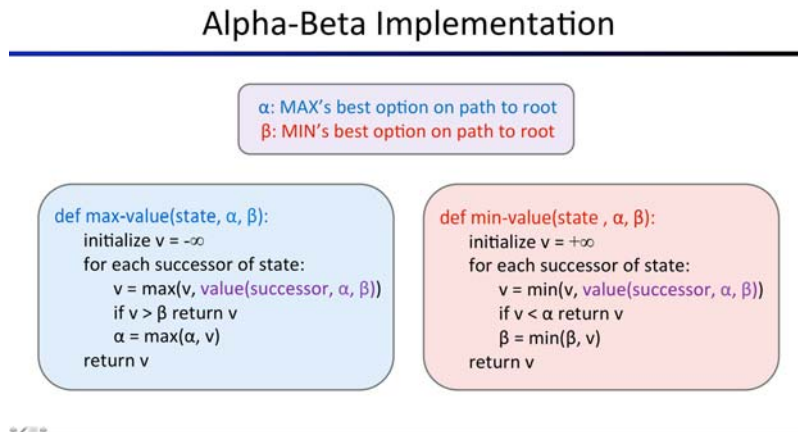 Alpha-Beta Implementation
α: MAX's best option on path to root
β: MIN's best option on path to root
def max-value(state, α, β):
initialize v = -∞
for each successor of state:
v = max(v, value(successor, α, β))
if v > β return v
α = max(α, v)
return v
def min-value(state , α, β):
initialize v = +∞
for each successor of state:
v = min(v, value(successor, α, β))
if v < α return v
β = min(β, v)
return v